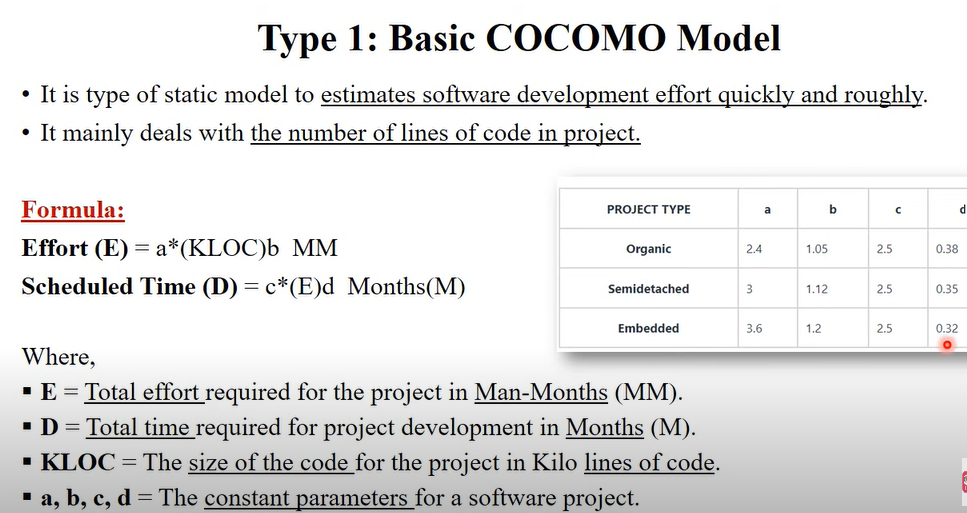 Type 1: Basic COCOMO Model
• It is type of static model to estimates software development effort quickly and roughly.
• It mainly deals with the number of lines of code in project.
Formula:
Effort (E) = a*(KLOC)b MM
Scheduled Time (D) = c*(E)d Months(M)
PROJECT TYPE a b c d
Organic 2.4 1.05 2.5 0.38
Semidetached 3 1.12 2.5 0.35
Embedded 3.6 1.2 2.5 0.32
Where,
▪ E = Total effort required for the project in Man-Months (MM).
▪ D = Total time required for project development in Months (M).
▪ KLOC = The size of the code for the project in Kilo lines of code.
▪ a, b, c, d = The constant parameters for a software project.